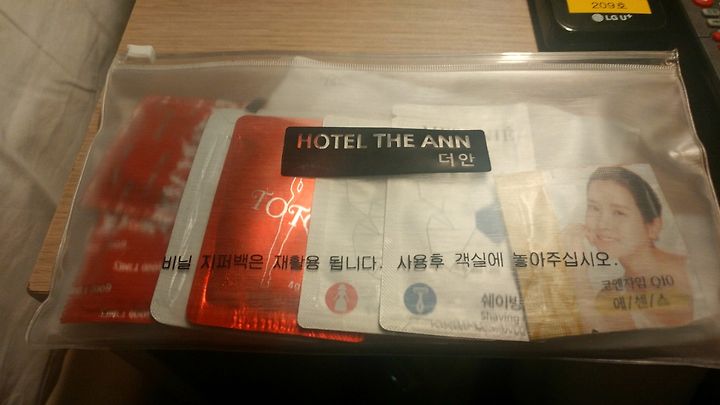 209호
LG U+
HOTEL THE ANN
더 안
TO
비닐 지퍼백은 재활용 됩니다. 사용후 객실에 놓아주십시오.
쉐이빙
shaving
코엔자임 Q10
에/센/스